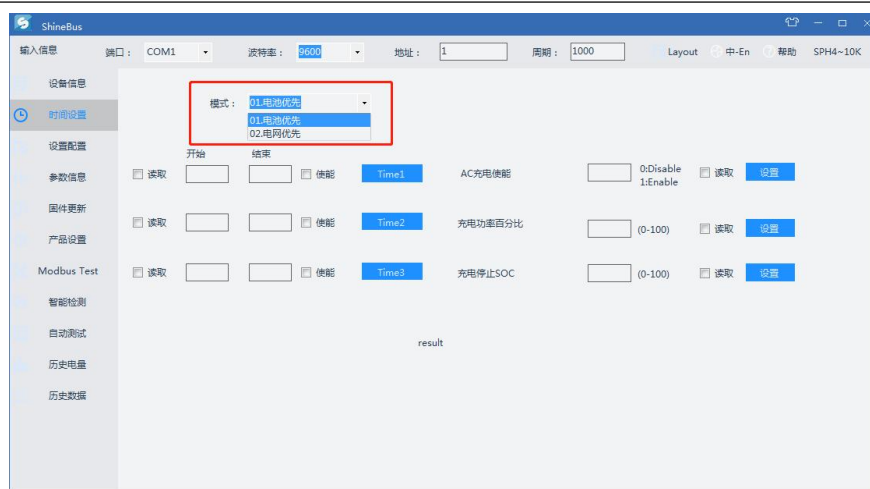 ShineBus
输入信息 端口： COM1 波特率： 9600 地址： 1 周期： 1000 Layout 中-En 帮助 SPH4~10K
设备信息
时间设置
设置配置
参数信息
固件更新
产品设置
Modbus Test
智能检测
自动测试
历史电量
历史数据
模式： 01.电池优先
01.电池优先
02.电网优先
开始 结束
读取 使能 Time1 AC充电使能 0:Disable 读取 设置
1:Enable
读取 使能 Time2 充电功率百分比 (0-100) 读取 设置
读取 使能 Time3 充电停止SOC (0-100) 读取 设置
result